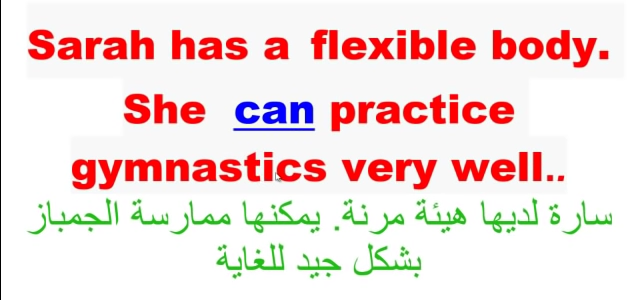 Sarah has a flexible body.
She can practice
gymnastics very well..
سارة لديها هيئة مرنة. يمكنها ممارسة الجمباز
بشكل جيد للغاية